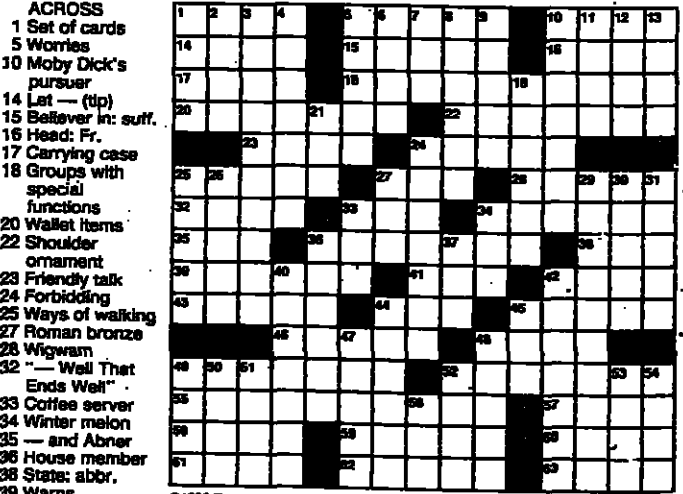 ACROSS
1 Set of cards
5 Worries
10 Moby Dick's
pursuer
14 Let — (tip)
15 Believer in: suff.
16 Head: Fr.
17 Carrying case
18 Groups with
special
functions
20 Wallet items
22 Shoulder
ornament
23 Friendly talk
24 Forbidding
25 Ways of walking
27 Roman bronze
28 Wigwam
32 "— Well That
Ends Well"
33 Coffee server
34 Winter melon
35 — and Abner
36 House member
38 State: abbr.
39 Warns
1 2 3 4 5 6 7 8 9 10 11 12 13
14 15 16
17 18 19
20 21 22
23 24
25 26 27 28 29 30 31
32 33 34
35 36 37 38
39 40 41 42
43 44 45
46 47 48
49 50 51 52 53 54
55 56 57
58 59 60
61 62 63